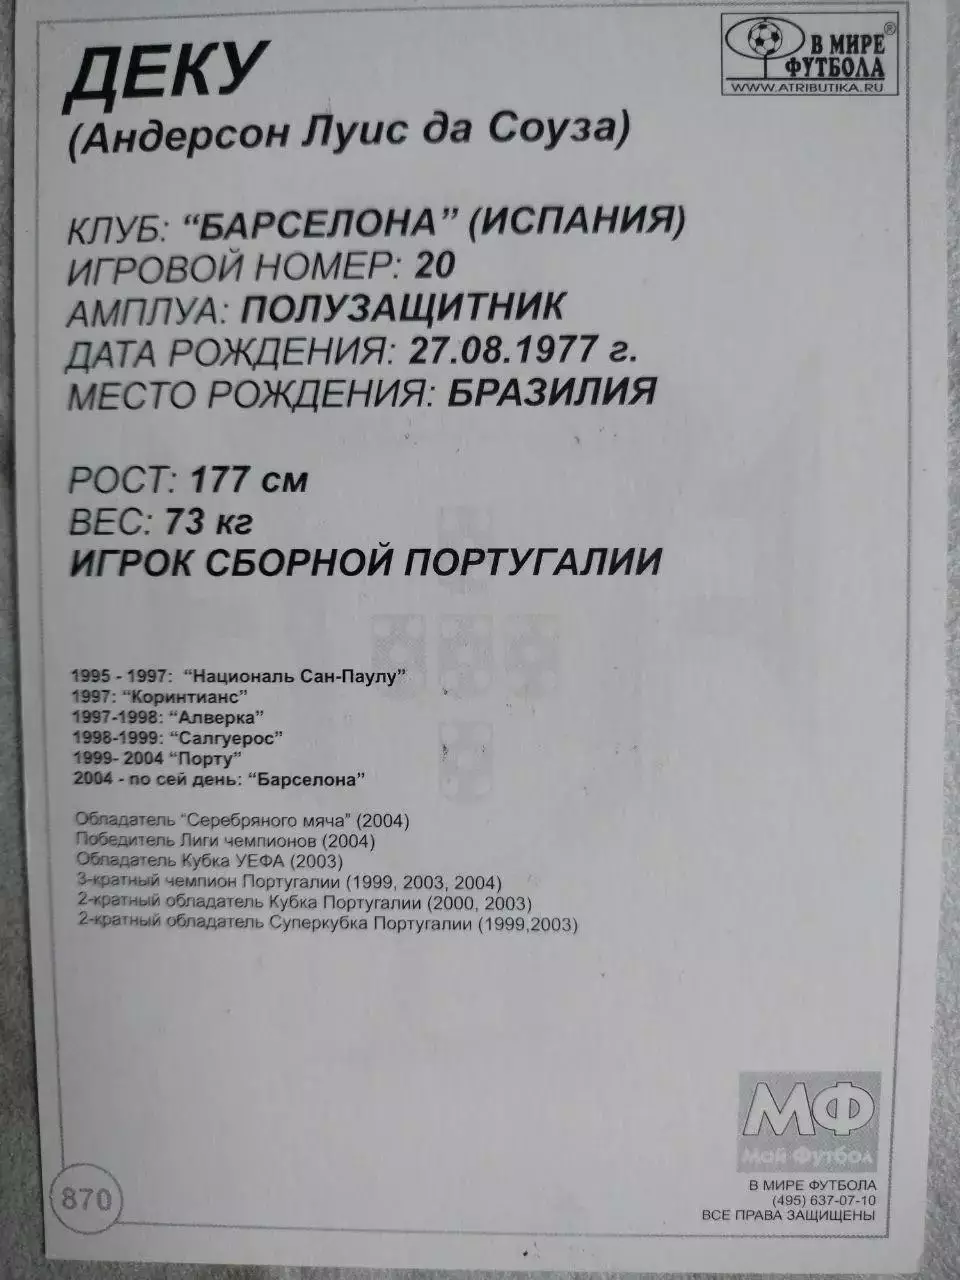 ДЕКУ
(Андерсон Луис да Соуза)
В МИРЕ ®
ФУТБОЛА
WWW.ATRIBUTIKA.RU
КЛУБ: “БАРСЕЛОНА” (ИСПАНИЯ)
ИГРОВОЙ НОМЕР: 20
АМПЛУА: ПОЛУЗАЩИТНИК
ДАТА РОЖДЕНИЯ: 27.08.1977 г.
МЕСТО РОЖДЕНИЯ: БРАЗИЛИЯ
РОСТ: 177 см
ВЕС: 73 кг
ИГРОК СБОРНОЙ ПОРТУГАЛИИ
1995 - 1997: “Националь Сан-Паулу”
1997: “Коринтианс”
1997-1998: “Алверка”
1998-1999: “Салгуерос”
1999- 2004 “Порту”
2004 - по сей день: “Барселона”
Обладатель “Серебряного мяча” (2004)
Победитель Лиги чемпионов (2004)
Обладатель Кубка УЕФА (2003)
3-кратный чемпион Португалии (1999, 2003, 2004)
2-кратный обладатель Кубка Португалии (2000, 2003)
2-кратный обладатель Суперкубка Португалии (1999,2003)
МФ
Мой Футбол
В МИРЕ ФУТБОЛА
(495) 637-07-10
ВСЕ ПРАВА ЗАЩИЩЕНЫ
870